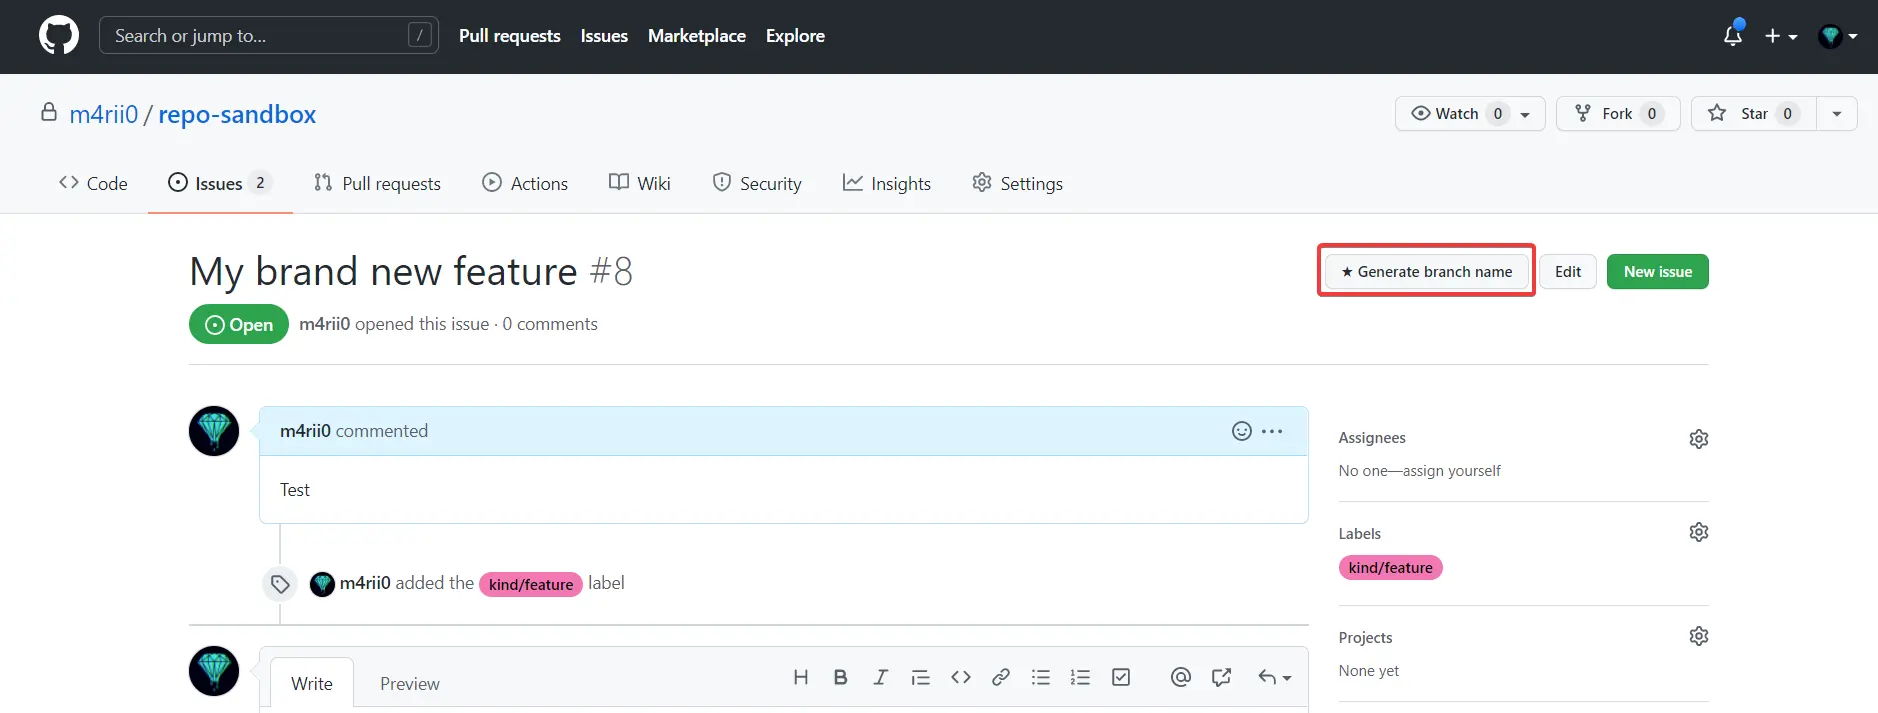 Search or jump to... /
Pull requests Issues Marketplace Explore
m4rii0 / repo-sandbox
Watch 0 Fork 0 Star 0
Code Issues 2 Pull requests Actions Wiki Security Insights Settings
My brand new feature #8
★ Generate branch name Edit New issue
Open m4rii0 opened this issue · 0 comments
m4rii0 commented
Test
m4rii0 added the kind/feature label
Write Preview
Assignees
No one—assign yourself
Labels
kind/feature
Projects
None yet